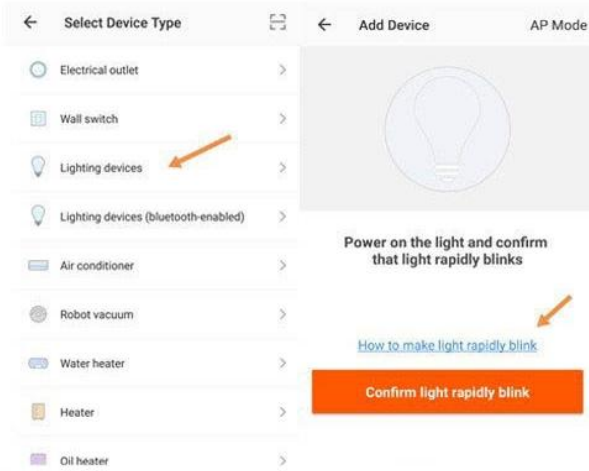 Select Device Type
Electrical outlet
Wall switch
Lighting devices
Lighting devices (bluetooth-enabled)
Air conditioner
Robot vacuum
Water heater
Heater
Oil heater
Add Device
AP Mode
Power on the light and confirm
that light rapidly blinks
How to make light rapidly blink
Confirm light rapidly blink